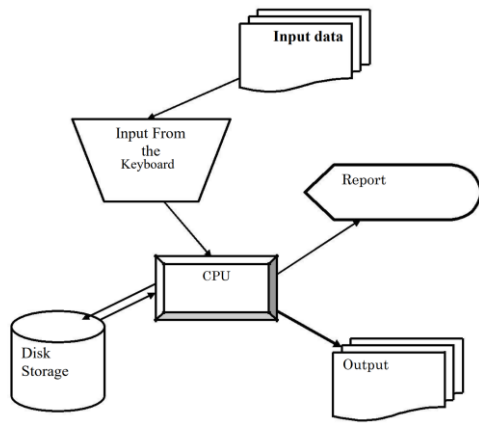 Input data
Input From
the
Keyboard
Report
CPU
Disk
Storage
Output